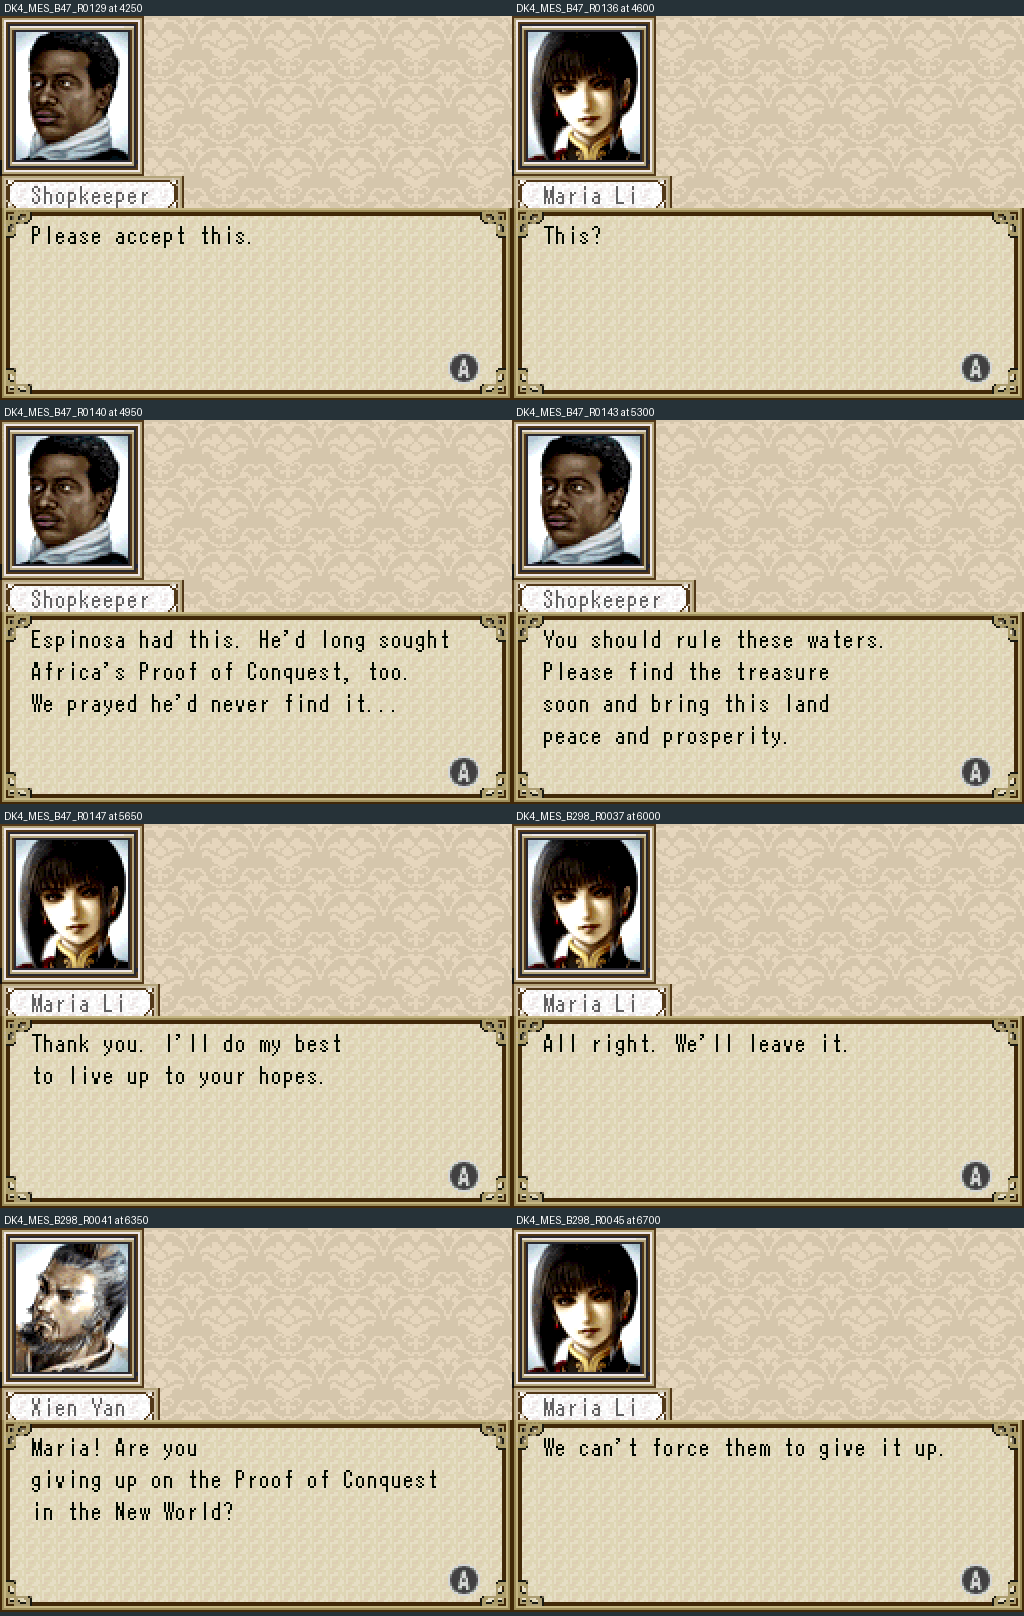 DK4_MES_B47_R0129 at 4250
Shopkeeper
Please accept this.
A
DK4_MES_B47_R0136 at 4600
Maria Li
This?
A
DK4_MES_B47_R0140 at 4950
Shopkeeper
Espinosa had this. He'd long sought
Africa's Proof of Conquest, too.
We prayed he'd never find it...
A
DK4_MES_B47_R0143 at 5300
Shopkeeper
You should rule these waters.
Please find the treasure
soon and bring this land
peace and prosperity.
A
DK4_MES_B47_R0147 at 5650
Maria Li
Thank you. I'll do my best
to live up to your hopes.
A
DK4_MES_B298_R0037 at 6000
Maria Li
All right. We'll leave it.
A
DK4_MES_B298_R0041 at 6350
Xien Yan
Maria! Are you
giving up on the Proof of Conquest
in the New World?
A
DK4_MES_B298_R0045 at 6700
Maria Li
We can't force them to give it up.
A